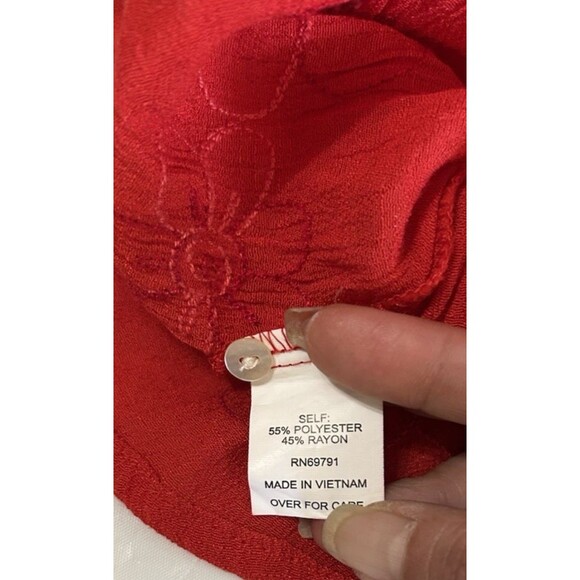 SELF:
55% POLYESTER
45% RAYON
RN69791
MADE IN VIETNAM
OVER FOR CARE